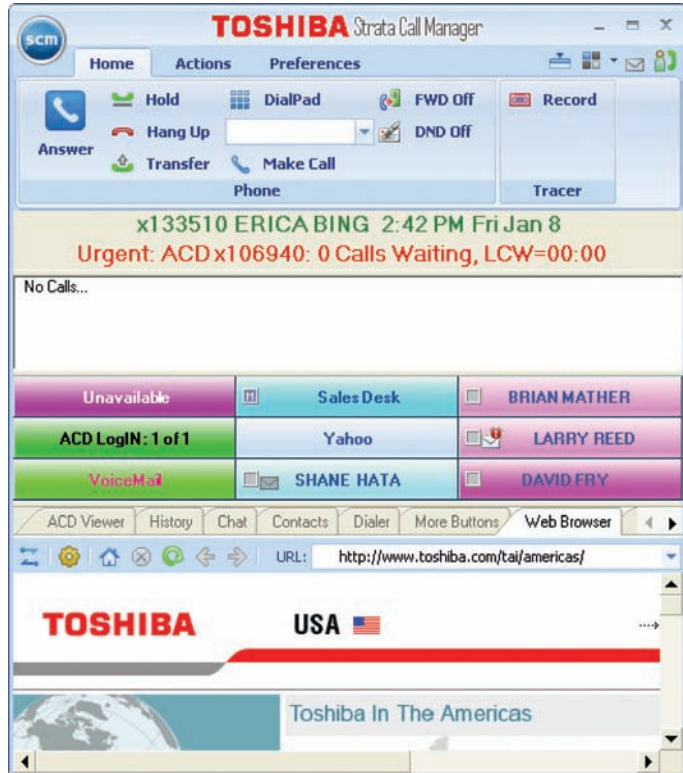 scm
TOSHIBA Strata Call Manager
Home Actions Preferences
Answer
Hold
Hang Up
Transfer
DialPad
Make Call
FWD Off
DND Off
Phone
Record
Tracer
x133510 ERICA BING 2:42 PM Fri Jan 8
Urgent: ACD x106940: 0 Calls Waiting, LCW=00:00
No Calls...
Unavailable Sales Desk BRIAN MATHER
ACD LogIN: 1 of 1 Yahoo LARRY REED
VoiceMail SHANE HATA DAVID FRY
ACD Viewer History Chat Contacts Dialer More Buttons Web Browser
URL: http://www.toshiba.com/tai/americas/
TOSHIBA USA
Toshiba In The Americas